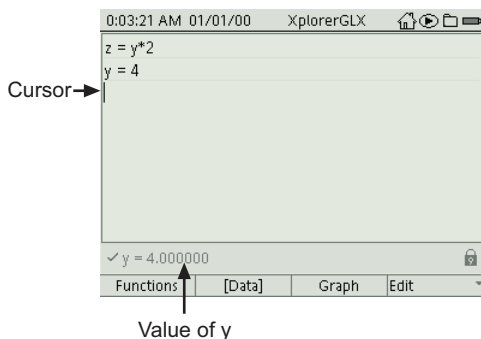 0:03:21 AM 01/01/00 XplorerGLX
z = y*2
y = 4
Cursor
✓ y = 4.000000
Functions [Data] Graph Edit
Value of y